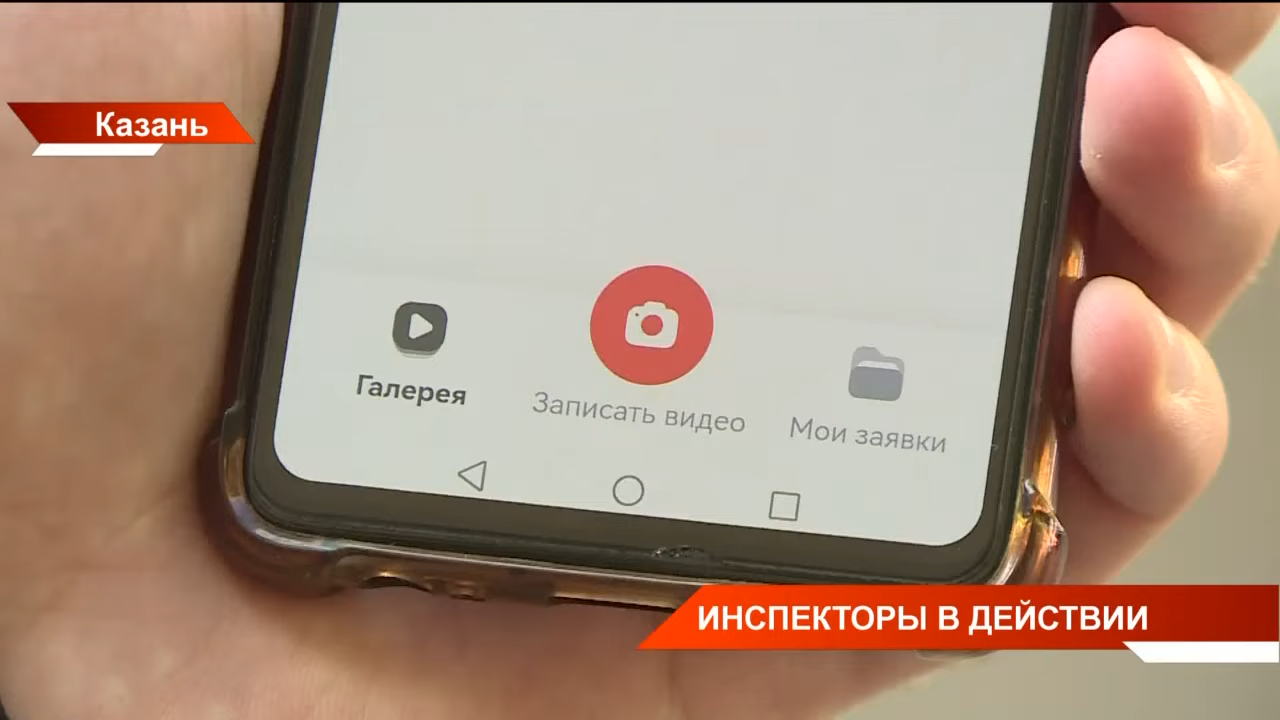 Казань
Галерея
Записать видео
Мои заявки
ИНСПЕКТОРЫ В ДЕЙСТВИИ